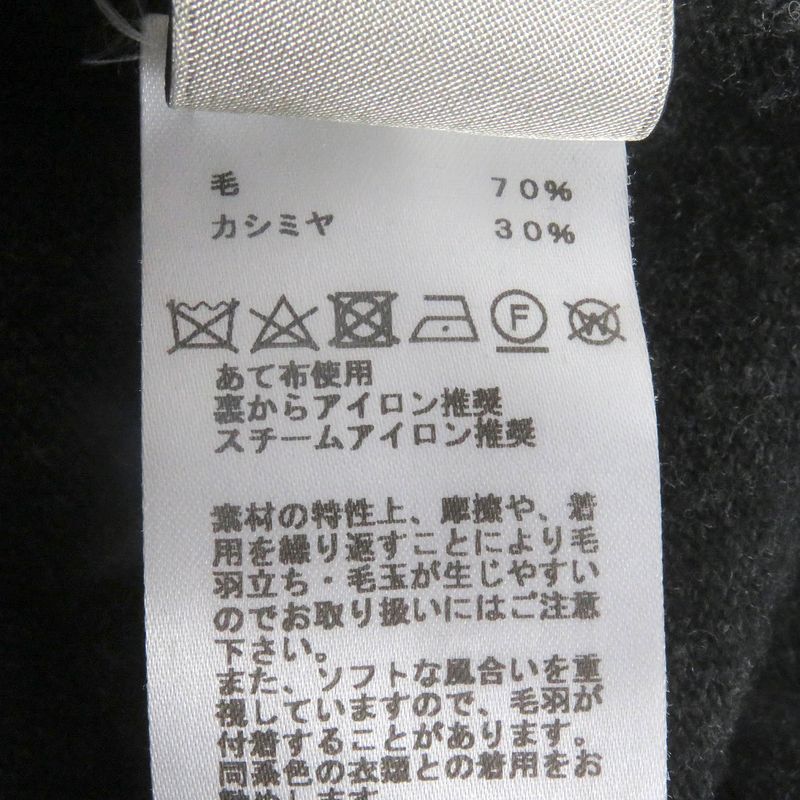 毛 70%
カシミヤ 30%
F W
あて布使用
裏からアイロン推奨
スチームアイロン推奨
素材の特性上、摩擦や、着
用を繰り返すことにより毛
羽立ち・毛玉が生じやすい
のでお取り扱いにはご注意
下さい。
また、ソフトな風合いを重
視していますので、毛羽が
付着することがあります。
同系色の衣類との着用をお
します